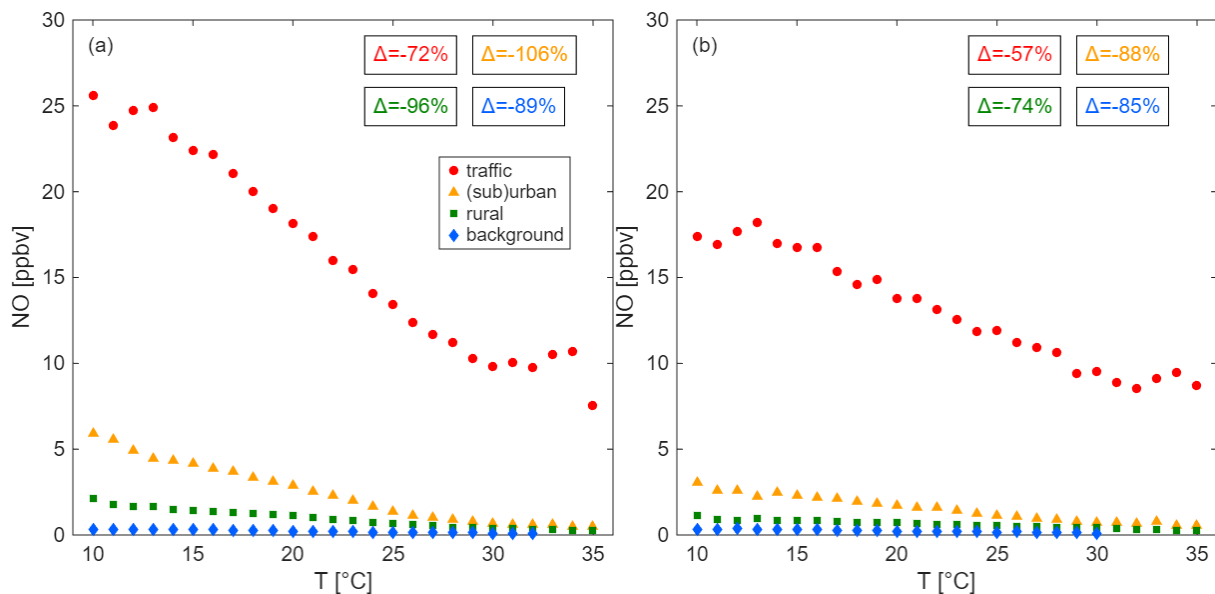 (a)
Δ=-72%
Δ=-106%
Δ=-96%
Δ=-89%
traffic
(sub)urban
rural
background
NO [ppbv]
30
25
20
15
10
5
0
10 15 20 25 30 35
T [°C]
(b)
Δ=-57%
Δ=-88%
Δ=-74%
Δ=-85%
NO [ppbv]
30
25
20
15
10
5
0
10 15 20 25 30 35
T [°C]